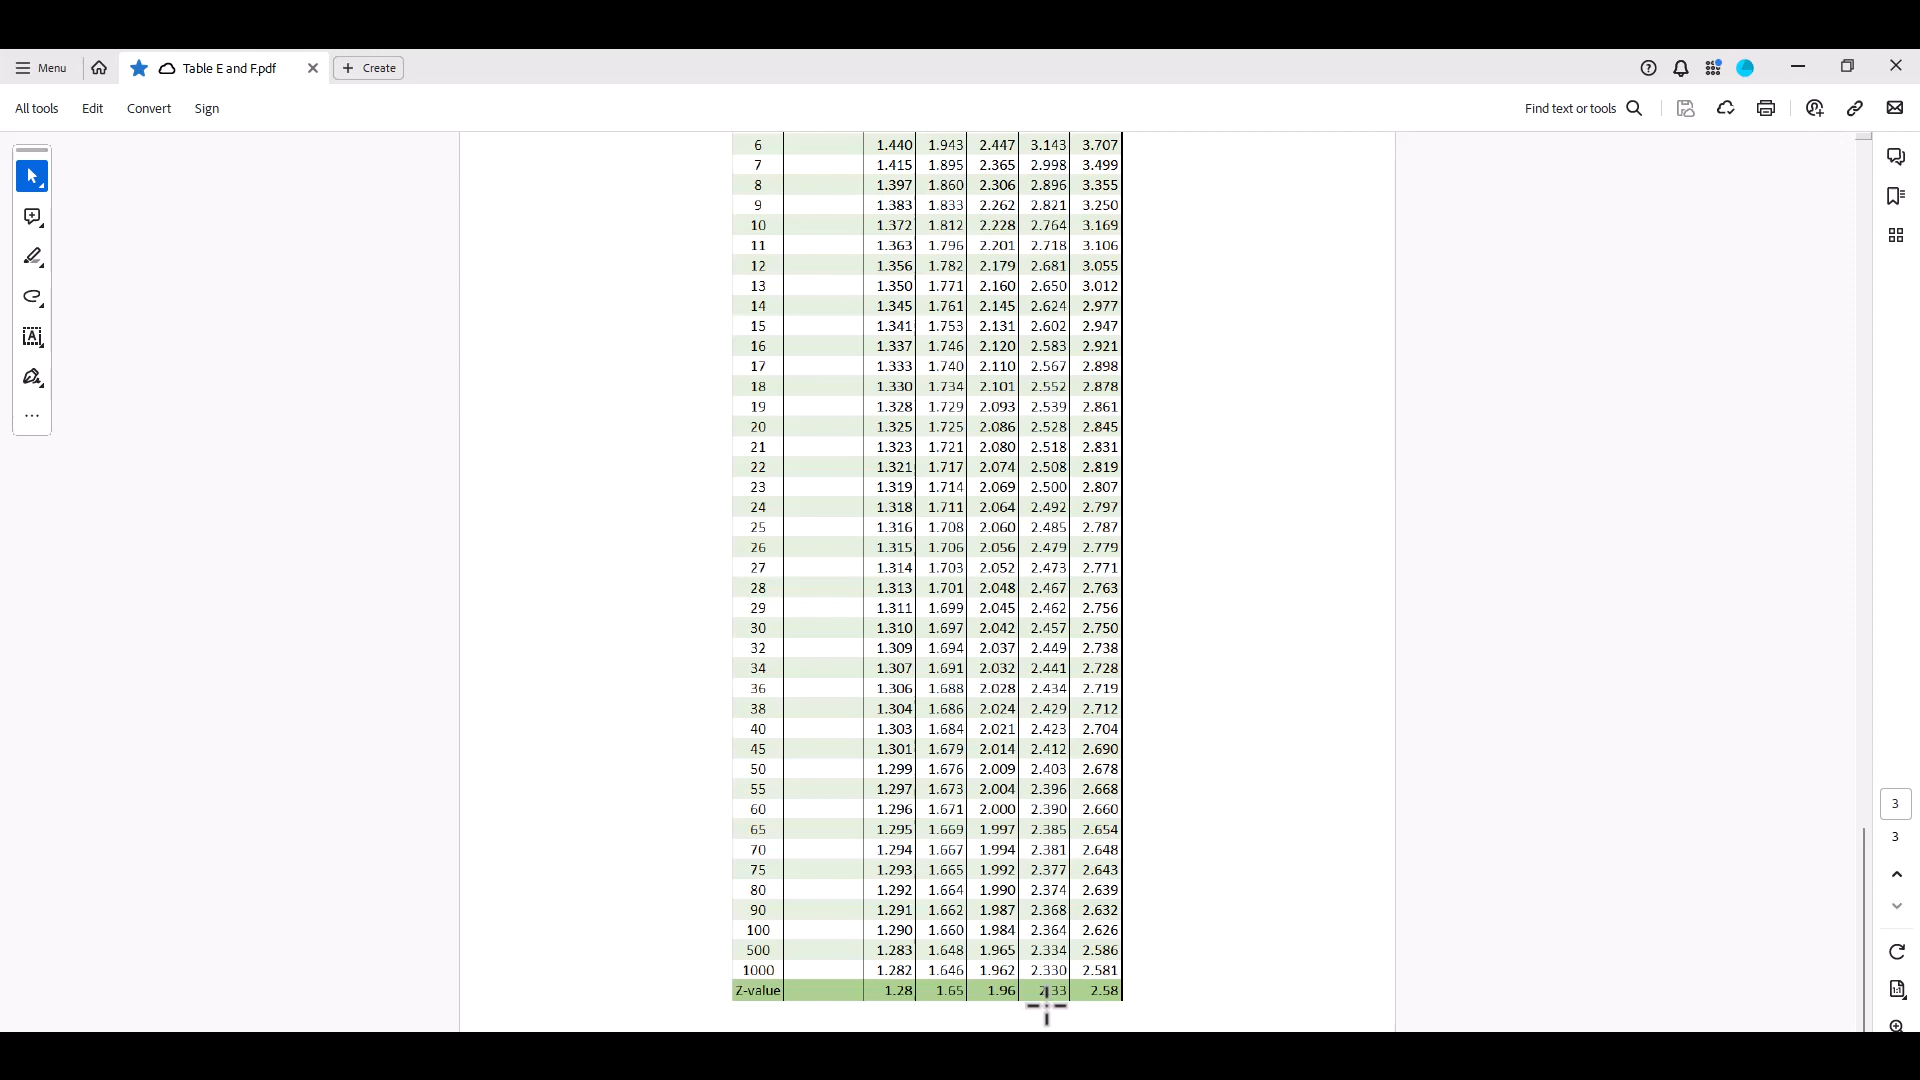 Menu Table E and F.pdf Create
All tools Edit Convert Sign Find text or tools
6 1.440 1.943 2.447 3.143 3.707
7 1.415 1.895 2.365 2.998 3.499
8 1.397 1.860 2.306 2.896 3.355
9 1.383 1.833 2.262 2.821 3.250
10 1.372 1.812 2.228 2.764 3.169
11 1.363 1.796 2.201 2.718 3.106
12 1.356 1.782 2.179 2.681 3.055
13 1.350 1.771 2.160 2.650 3.012
14 1.345 1.761 2.145 2.624 2.977
15 1.341 1.753 2.131 2.602 2.947
16 1.337 1.746 2.120 2.583 2.921
17 1.333 1.740 2.110 2.567 2.898
18 1.330 1.734 2.101 2.552 2.878
19 1.328 1.729 2.093 2.539 2.861
20 1.325 1.725 2.086 2.528 2.845
21 1.323 1.721 2.080 2.518 2.831
22 1.321 1.717 2.074 2.508 2.819
23 1.319 1.714 2.069 2.500 2.807
24 1.318 1.711 2.064 2.492 2.797
25 1.316 1.708 2.060 2.485 2.787
26 1.315 1.706 2.056 2.479 2.779
27 1.314 1.703 2.052 2.473 2.771
28 1.313 1.701 2.048 2.467 2.763
29 1.311 1.699 2.045 2.462 2.756
30 1.310 1.697 2.042 2.457 2.750
32 1.309 1.694 2.037 2.449 2.738
34 1.307 1.691 2.032 2.441 2.728
36 1.306 1.688 2.028 2.434 2.719
38 1.304 1.686 2.024 2.429 2.712
40 1.303 1.684 2.021 2.423 2.704
45 1.301 1.679 2.014 2.412 2.690
50 1.299 1.676 2.009 2.403 2.678
55 1.297 1.673 2.004 2.396 2.668
60 1.296 1.671 2.000 2.390 2.660
65 1.295 1.669 1.997 2.385 2.654
70 1.294 1.667 1.994 2.381 2.648
75 1.293 1.665 1.992 2.377 2.643
80 1.292 1.664 1.990 2.374 2.639
90 1.291 1.662 1.987 2.368 2.632
100 1.290 1.660 1.984 2.364 2.626
500 1.283 1.648 1.965 2.334 2.586
1000 1.282 1.646 1.962 2.330 2.581
Z-value 1.28 1.65 1.96 2.33 2.58
3
3